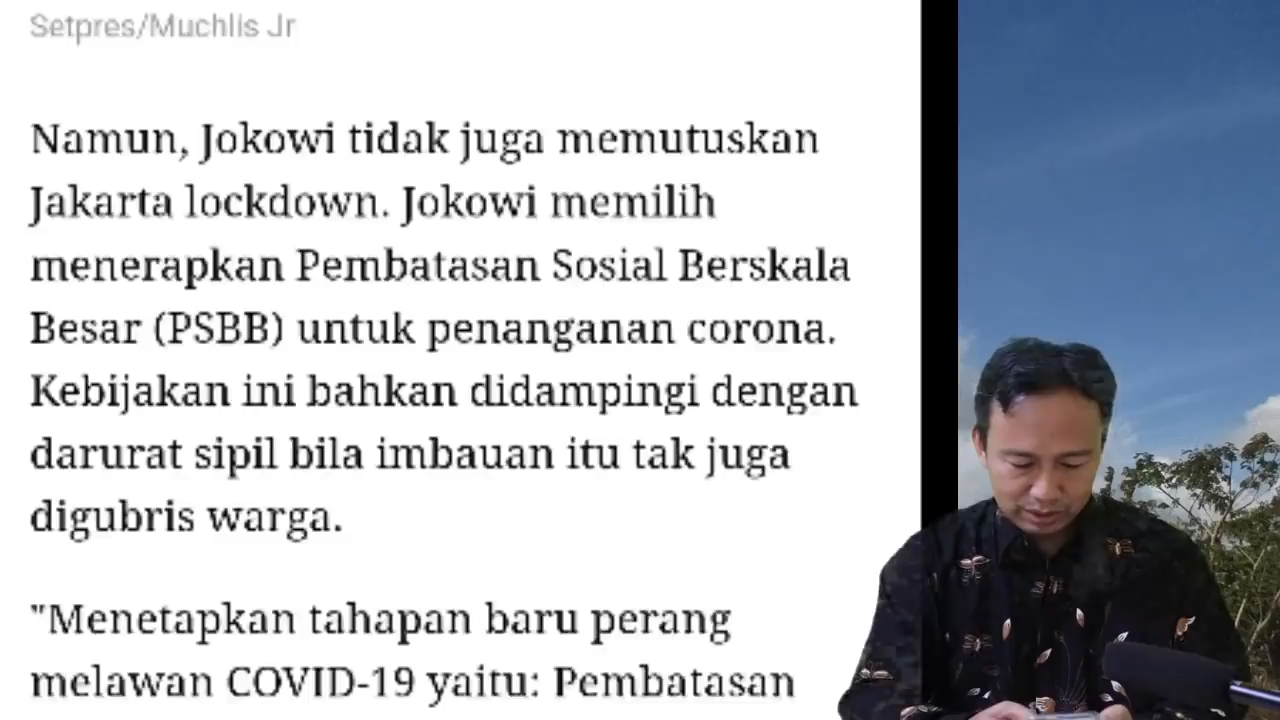 Setpres/Muchlis Jr
Namun, Jokowi tidak juga memutuskan
Jakarta lockdown. Jokowi memilih
menerapkan Pembatasan Sosial Berskala
Besar (PSBB) untuk penanganan corona.
Kebijakan ini bahkan didampingi dengan
darurat sipil bila imbauan itu tak juga
digubris warga.
"Menetapkan tahapan baru perang
melawan COVID-19 yaitu: Pembatasan